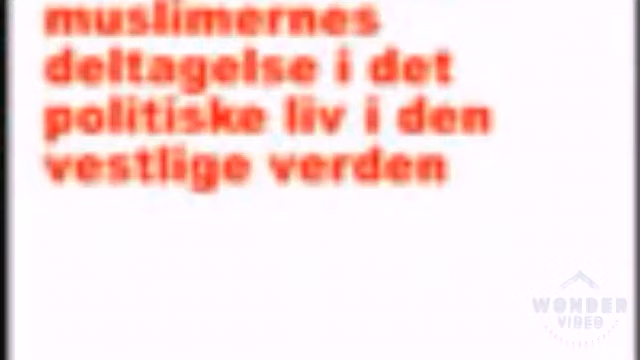 muslimernes
deltagelse i det
politiske liv i den
vestlige verden
WONDER
VIDEO